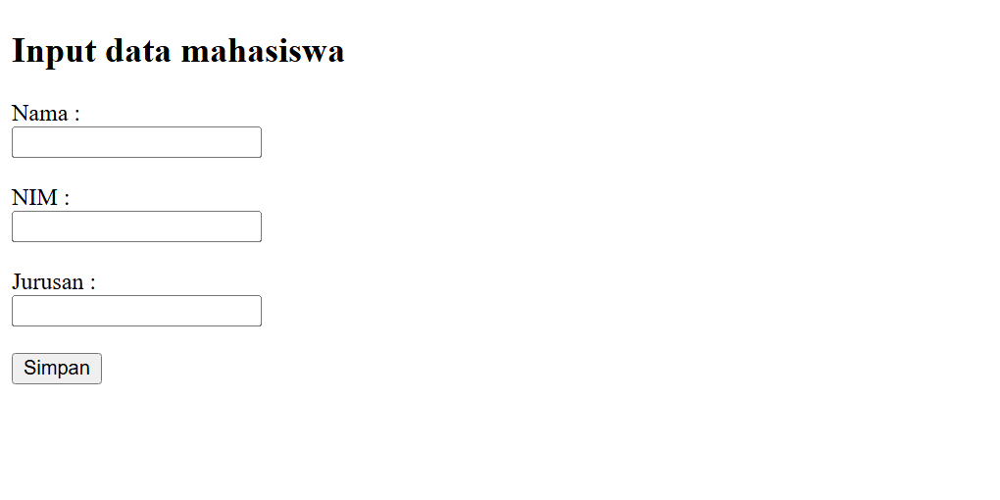 Input data mahasiswa
Nama :
NIM :
Jurusan :
Simpan